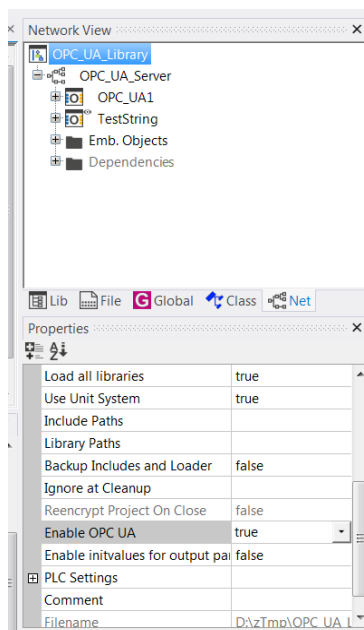 Network View
OPC_UA_Library
OPC_UA_Server
OPC_UA1
TestString
Emb. Objects
Dependencies
Lib File Global Class Net
Properties
Load all libraries true
Use Unit System true
Include Paths
Library Paths
Backup Includes and Loader false
Ignore at Cleanup
Reencrypt Project On Close false
Enable OPC UA true
Enable initvalues for output pa false
PLC Settings
Comment
Filename D:\zTmp\OPC_UA_L